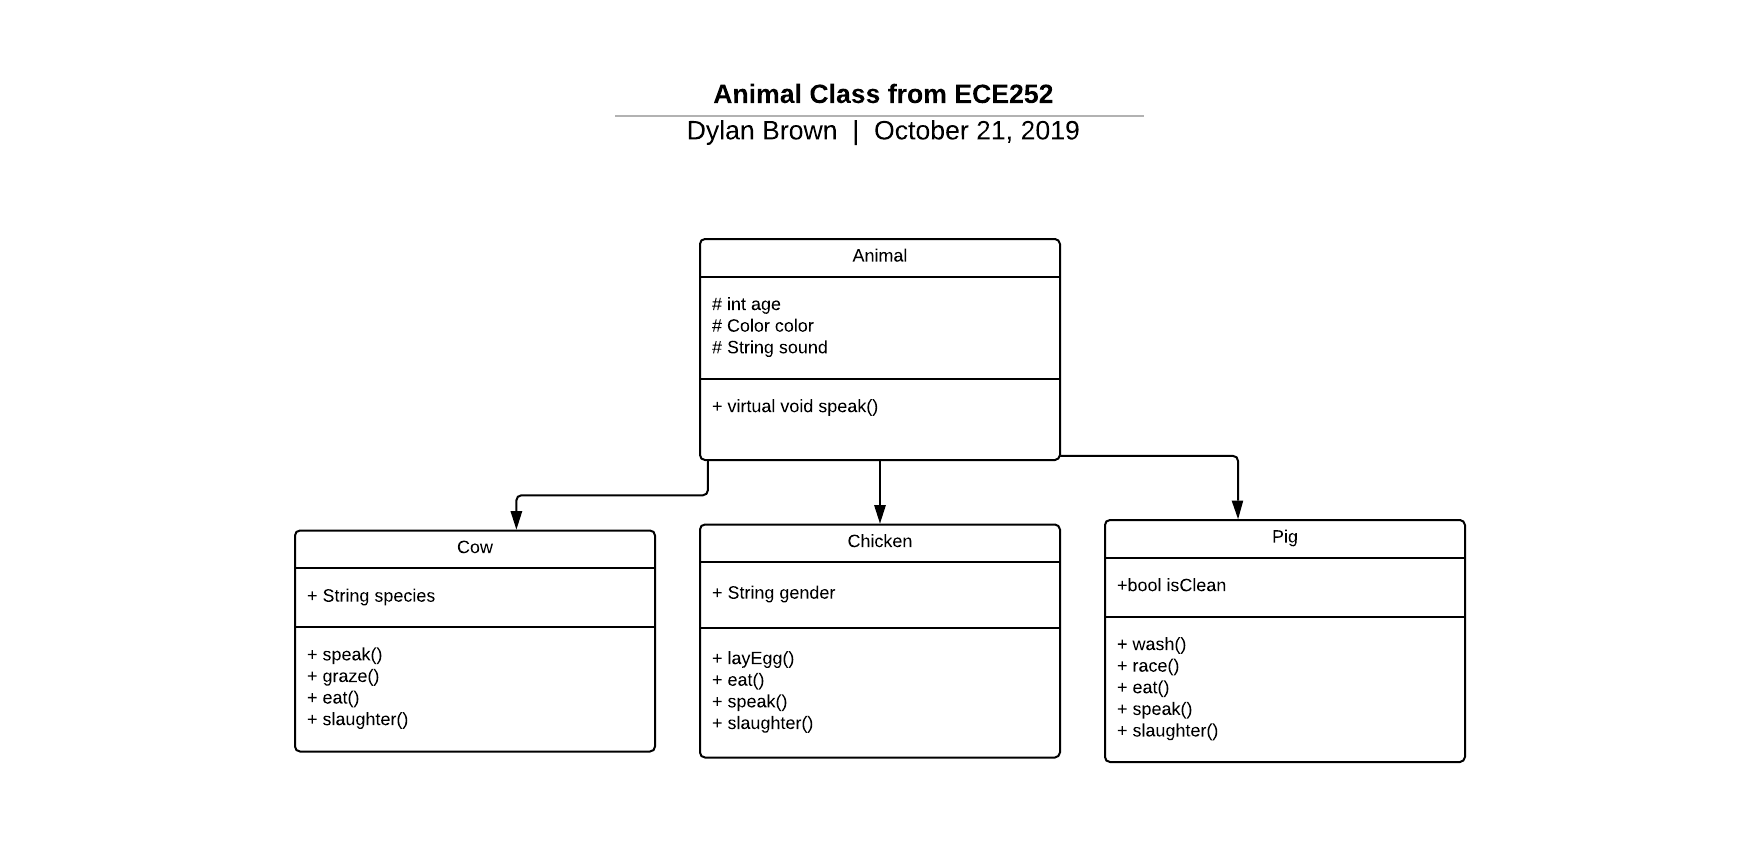 Animal Class from ECE252
Dylan Brown | October 21, 2019
Animal
# int age
# Color color
# String sound
+ virtual void speak()
Cow
+ String species
+ speak()
+ graze()
+ eat()
+ slaughter()
Chicken
+ String gender
+ layEgg()
+ eat()
+ speak()
+ slaughter()
Pig
+bool isClean
+ wash()
+ race()
+ eat()
+ speak()
+ slaughter()